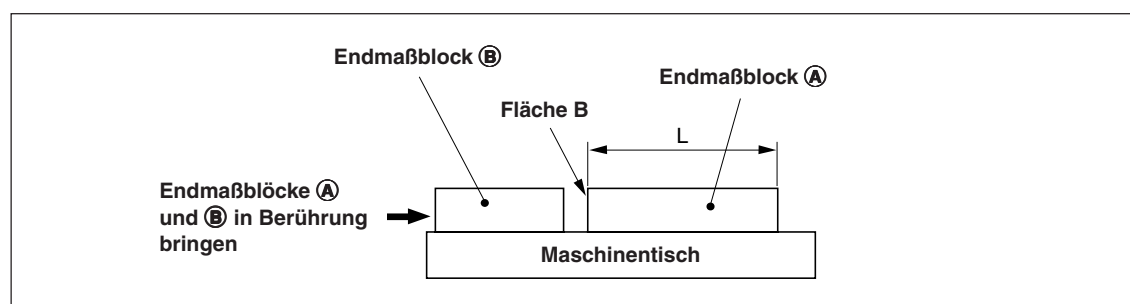 Endmaßblock Ⓑ
Endmaßblock Ⓐ
Fläche B
L
Endmaßblöcke Ⓐ
und Ⓑ in Berührung
bringen
Maschinentisch